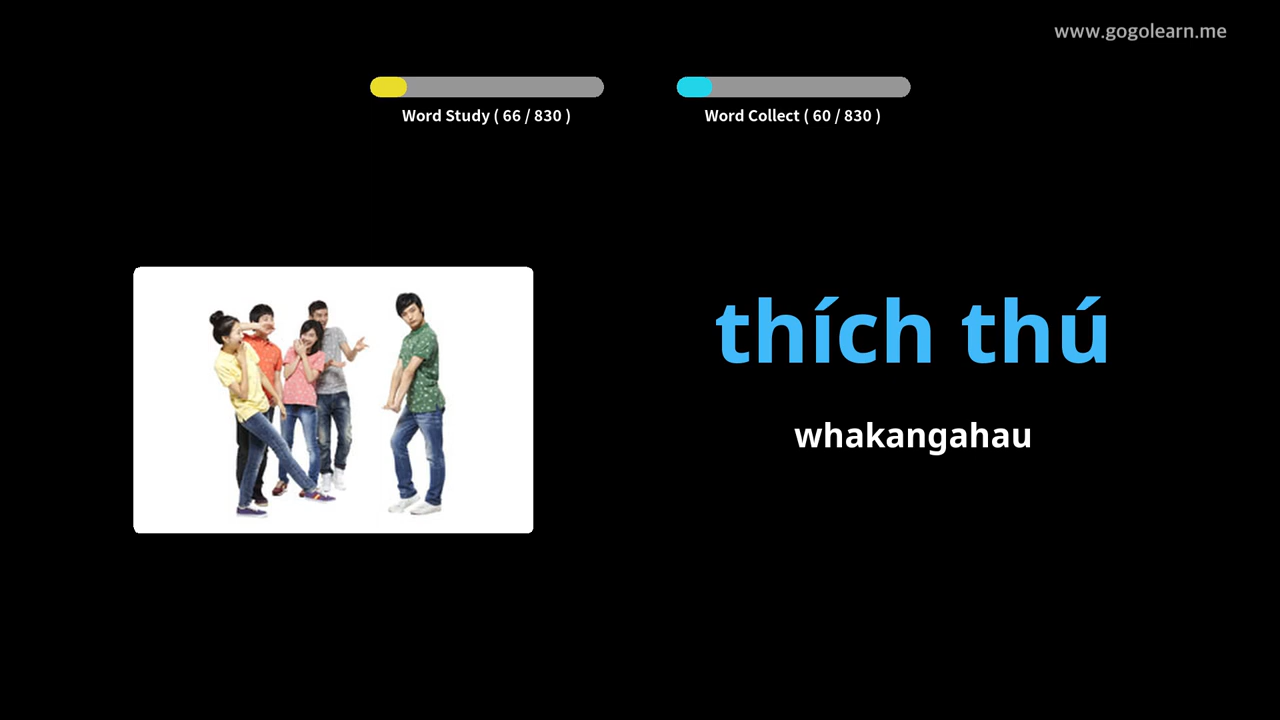 www.gogolearn.me
Word Study ( 66 / 830 )
Word Collect ( 60 / 830 )
thích thú
whakangahau